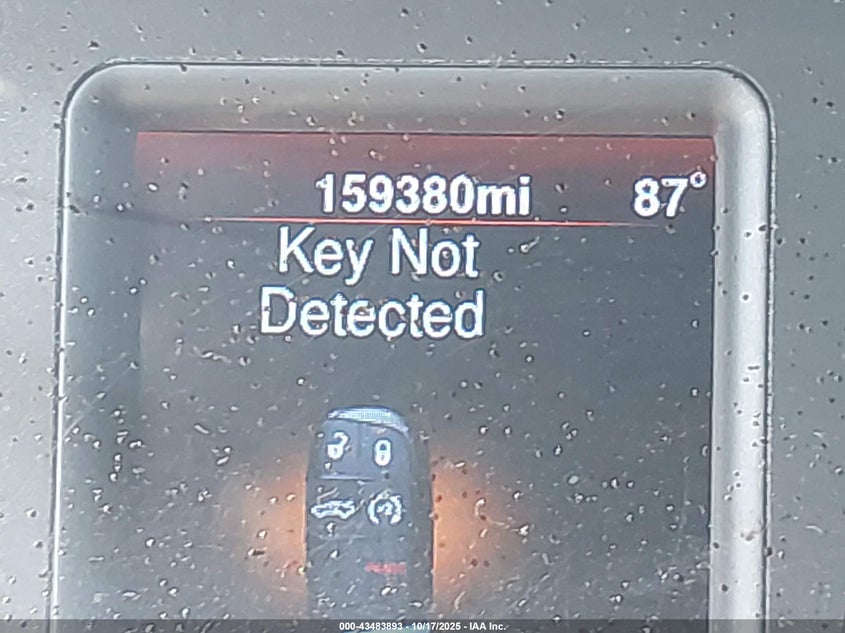 159380mi 87°
Key Not
Detected
000-43483893 - 10/17/2025 - IAA Inc.